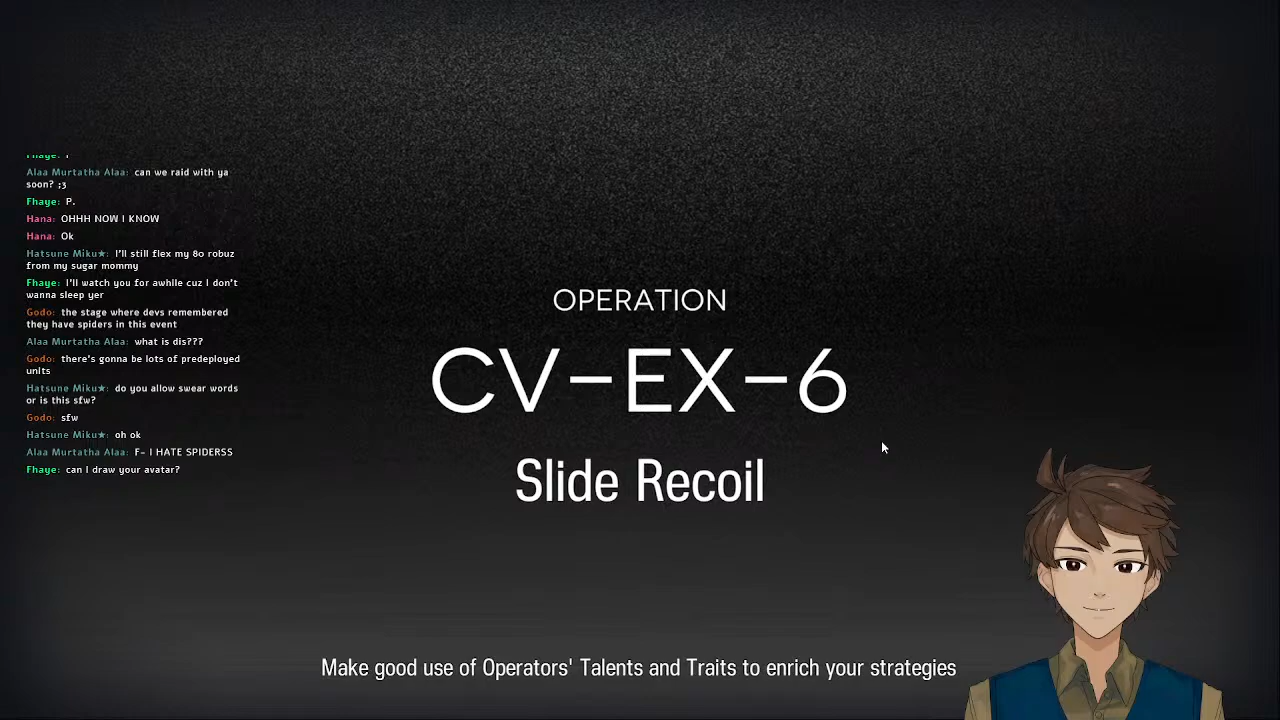 Alaa Murtatha Alaa: can we raid with ya
soon? ;3
Fhaye: P.
Hana: OHHH NOW I KNOW
Hana: Ok
Hatsune Miku★: I'll still flex my 80 robuz
from my sugar mommy
Fhaye: I'll watch you for awhile cuz I don't
wanna sleep yer
Godo: the stage where devs remembered
they have spiders in this event
Alaa Murtatha Alaa: what is dis???
Godo: there's gonna be lots of predeployed
units
Hatsune Miku★: do you allow swear words
or is this sfw?
Godo: sfw
Hatsune Miku★: oh ok
Alaa Murtatha Alaa: F- I HATE SPIDERSS
Fhaye: can I draw your avatar?
OPERATION
CV-EX-6
Slide Recoil
Make good use of Operators' Talents and Traits to enrich your strategies